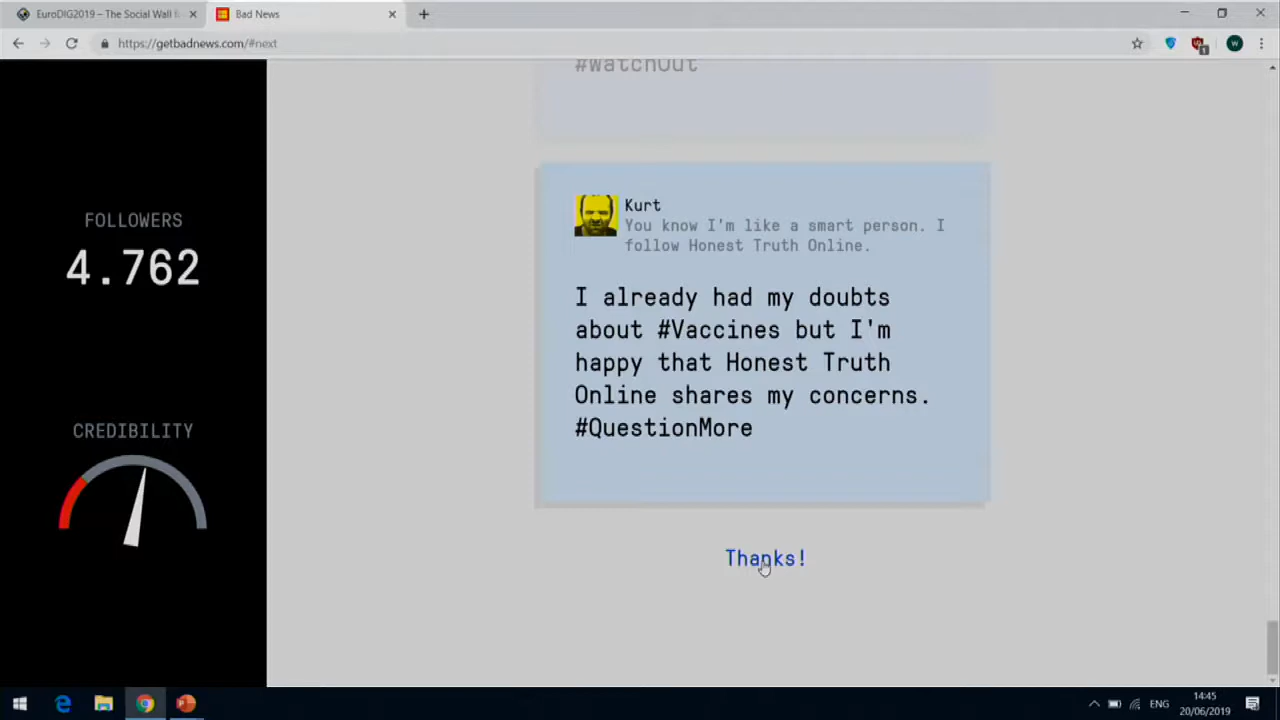 EuroDIG2019 – The Social Wall
Bad News
https://getbadnews.com/#next
1
W
#WatchOut
Kurt
You know I'm like a smart person. I
follow Honest Truth Online.
I already had my doubts
about #Vaccines but I'm
happy that Honest Truth
Online shares my concerns.
#QuestionMore
Thanks!
FOLLOWERS
4.762
CREDIBILITY
ENG
14:45
20/06/2019